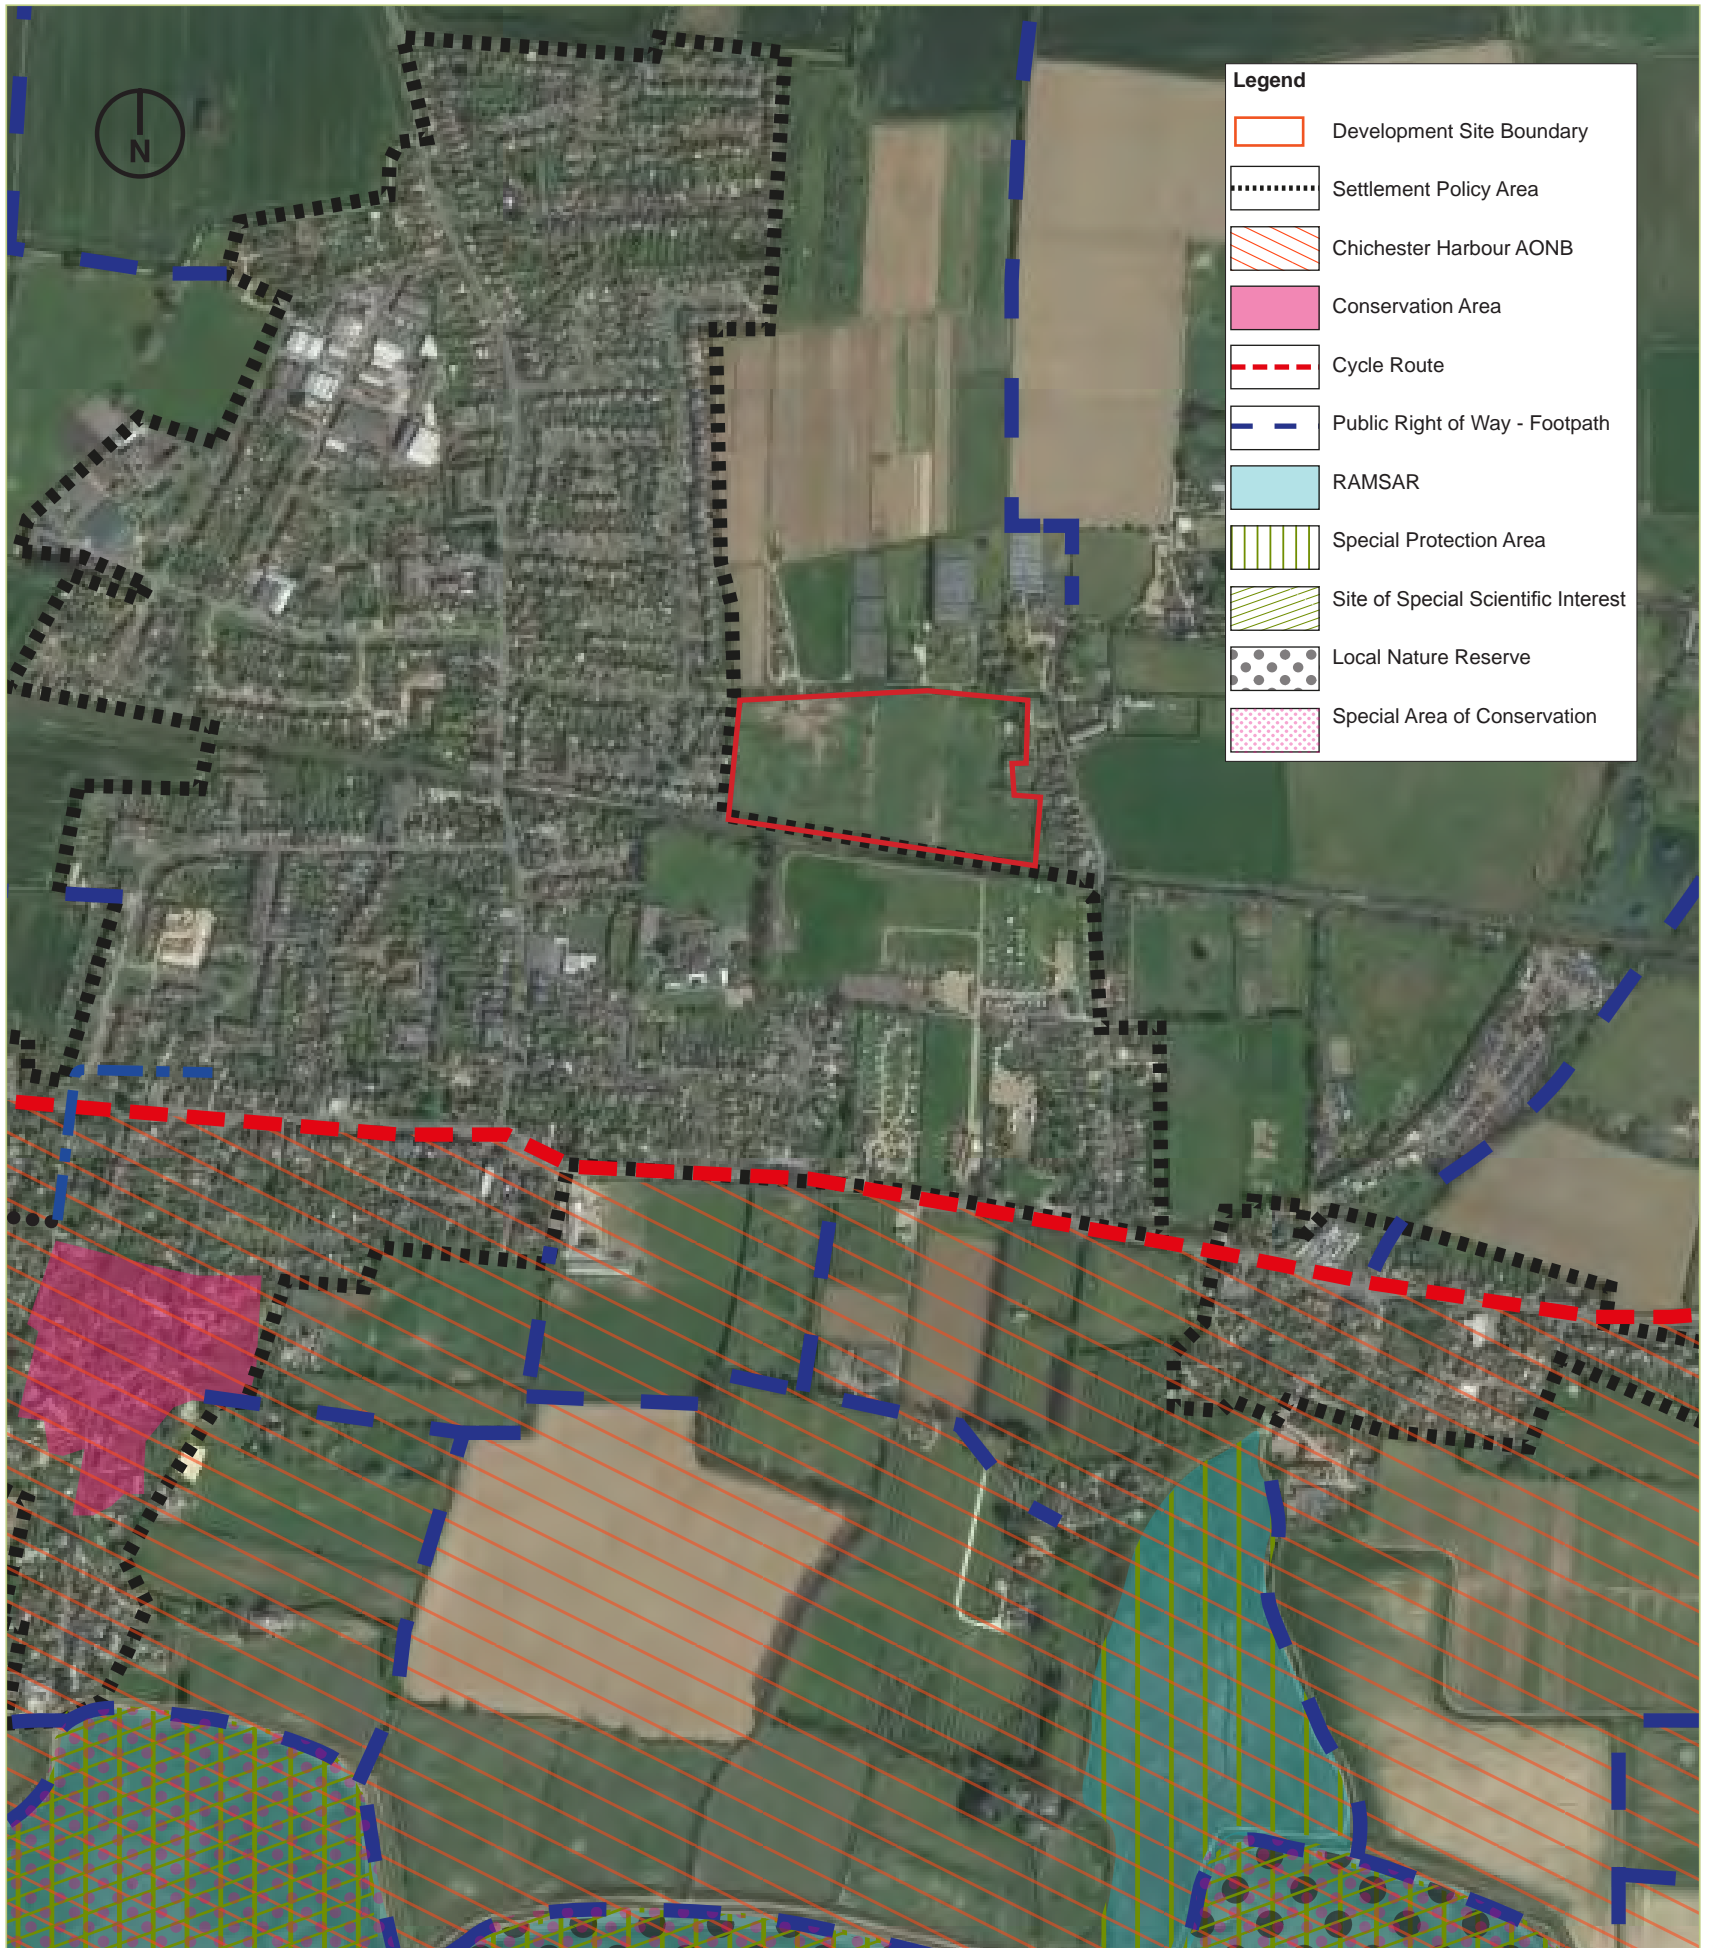 N
Legend
Development Site Boundary
Settlement Policy Area
Chichester Harbour AONB
Conservation Area
Cycle Route
Public Right of Way - Footpath
RAMSAR
Special Protection Area
Site of Special Scientific Interest
Local Nature Reserve
Special Area of Conservation